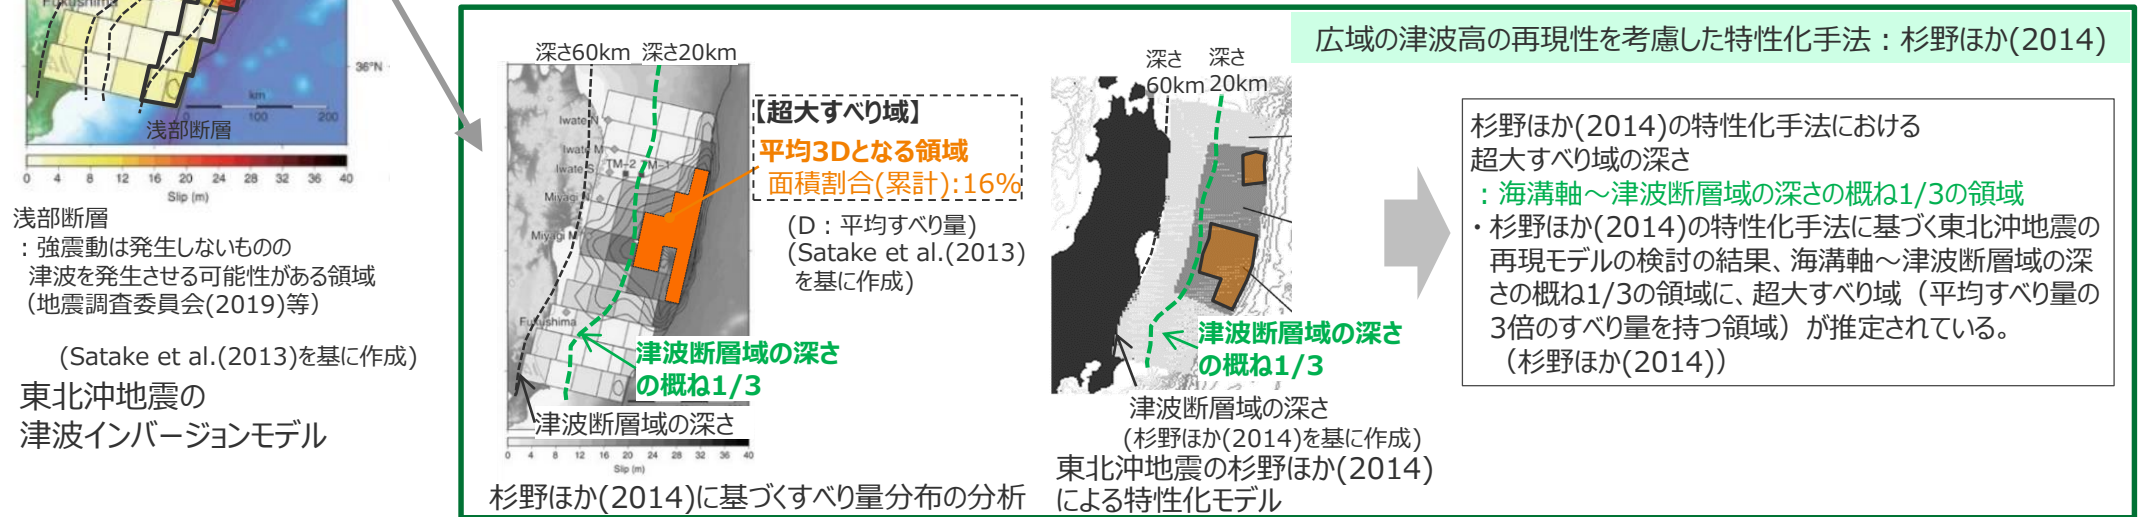 Fukushima
36°N
km
0 100 200
浅部断層
0 4 8 12 16 20 24 28 32 36 40
Slip (m)
浅部断層
：強震動は発生しないものの
津波を発生させる可能性がある領域
（地震調査委員会(2019)等）
(Satake et al.(2013)を基に作成)
東北沖地震の
津波インバージョンモデル
広域の津波高の再現性を考慮した特性化手法：杉野ほか(2014)
深さ60km 深さ20km
Iwate N
Iwate M
Iwate S
TM-2 TM-1
Miyagi N
Miyagi M
Fukushima
【超大すべり域】
平均3Dとなる領域
面積割合(累計):16%
(D：平均すべり量)
(Satake et al.(2013)
を基に作成)
津波断層域の深さ
の概ね1/3
津波断層域の深さ
0 4 8 12 16 20 24 28 32 36 40
Slip (m)
杉野ほか(2014)に基づくすべり量分布の分析
深さ 深さ
60km 20km
津波断層域の深さ
の概ね1/3
津波断層域の深さ
(杉野ほか(2014)を基に作成)
東北沖地震の杉野ほか(2014)
による特性化モデル
杉野ほか(2014)の特性化手法における
超大すべり域の深さ
：海溝軸～津波断層域の深さの概ね1/3の領域
・杉野ほか(2014)の特性化手法に基づく東北沖地震の
再現モデルの検討の結果、海溝軸～津波断層域の深
さの概ね1/3の領域に、超大すべり域（平均すべり量の
3倍のすべり量を持つ領域）が推定されている。
（杉野ほか(2014)）